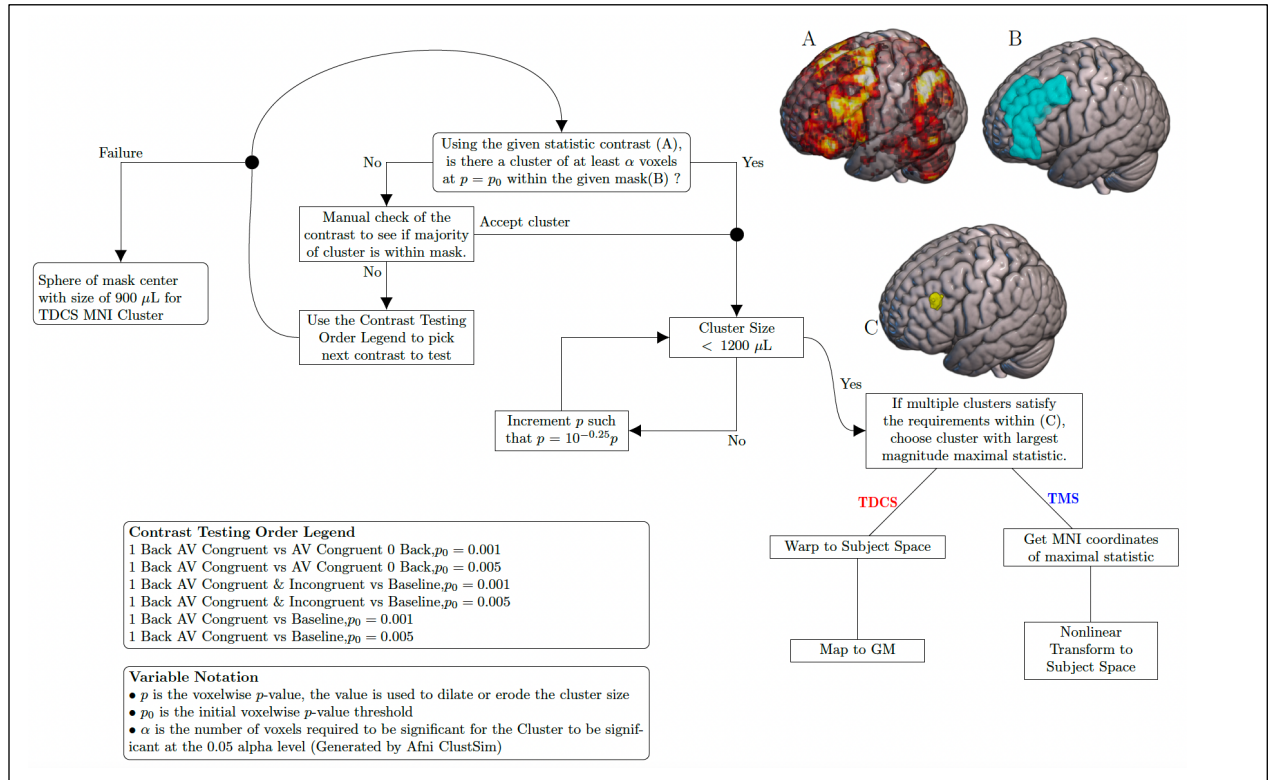 A
B
Failure
No
Using the given statistic contrast (A),
is there a cluster of at least α voxels
at p = p₀ within the given mask(B) ?
Yes
Manual check of the
contrast to see if majority
of cluster is within mask.
Accept cluster
Sphere of mask center
with size of 900 μL for
TDCS MNI Cluster
No
Use the Contrast Testing
Order Legend to pick
next contrast to test
Cluster Size
< 1200 μL
C
Yes
Increment p such
that p = 10⁻⁰·²⁵p
No
If multiple clusters satisfy
the requirements within (C),
choose cluster with largest
magnitude maximal statistic.
TDCS
TMS
Warp to Subject Space
Get MNI coordinates
of maximal statistic
Map to GM
Nonlinear
Transform to
Subject Space
Contrast Testing Order Legend
1 Back AV Congruent vs AV Congruent 0 Back,p₀ = 0.001
1 Back AV Congruent vs AV Congruent 0 Back,p₀ = 0.005
1 Back AV Congruent & Incongruent vs Baseline,p₀ = 0.001
1 Back AV Congruent & Incongruent vs Baseline,p₀ = 0.005
1 Back AV Congruent vs Baseline,p₀ = 0.001
1 Back AV Congruent vs Baseline,p₀ = 0.005
Variable Notation
• p is the voxelwise p-value, the value is used to dilate or erode the cluster size
• p₀ is the initial voxelwise p-value threshold
• α is the number of voxels required to be significant for the Cluster to be signif-
icant at the 0.05 alpha level (Generated by Afni ClustSim)